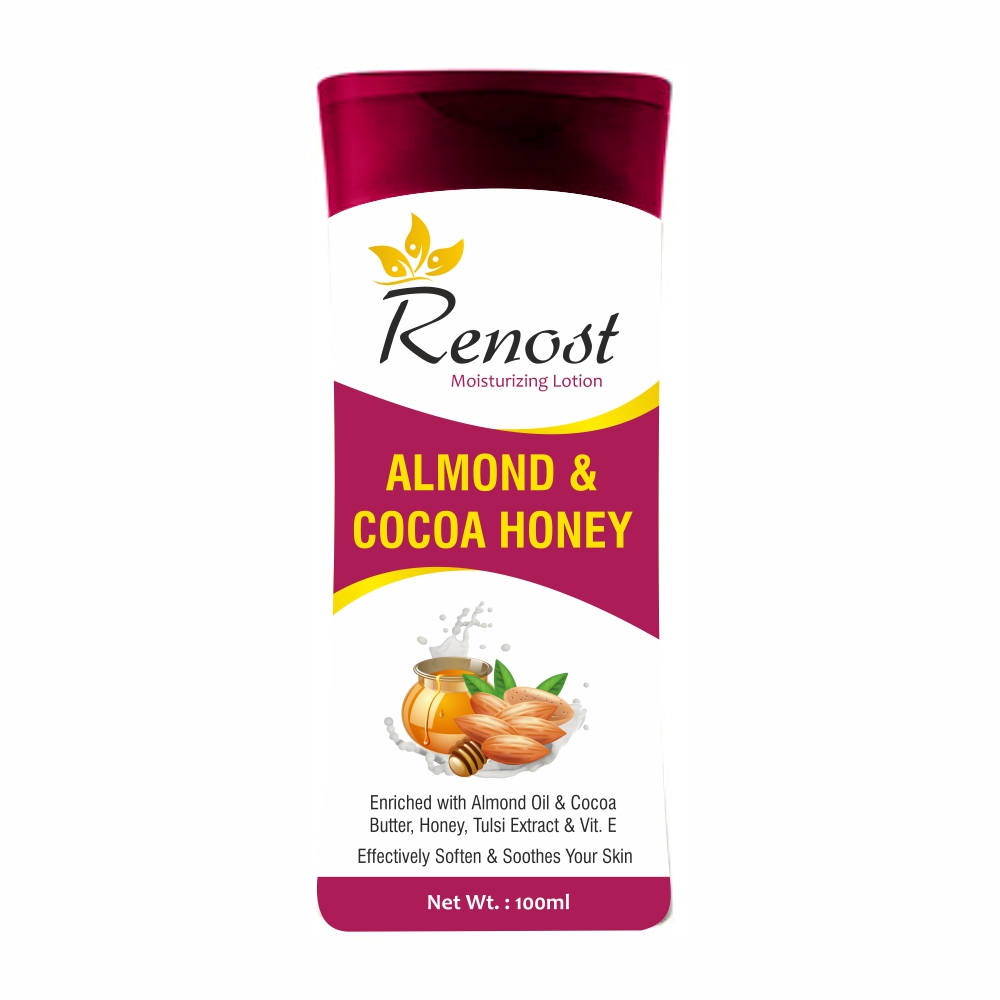 Renost
Moisturizing Lotion
ALMOND &
COCOA HONEY
Enriched with Almond Oil & Cocoa
Butter, Honey, Tulsi Extract & Vit. E
Effectively Soften & Soothes Your Skin
Net Wt. : 100ml